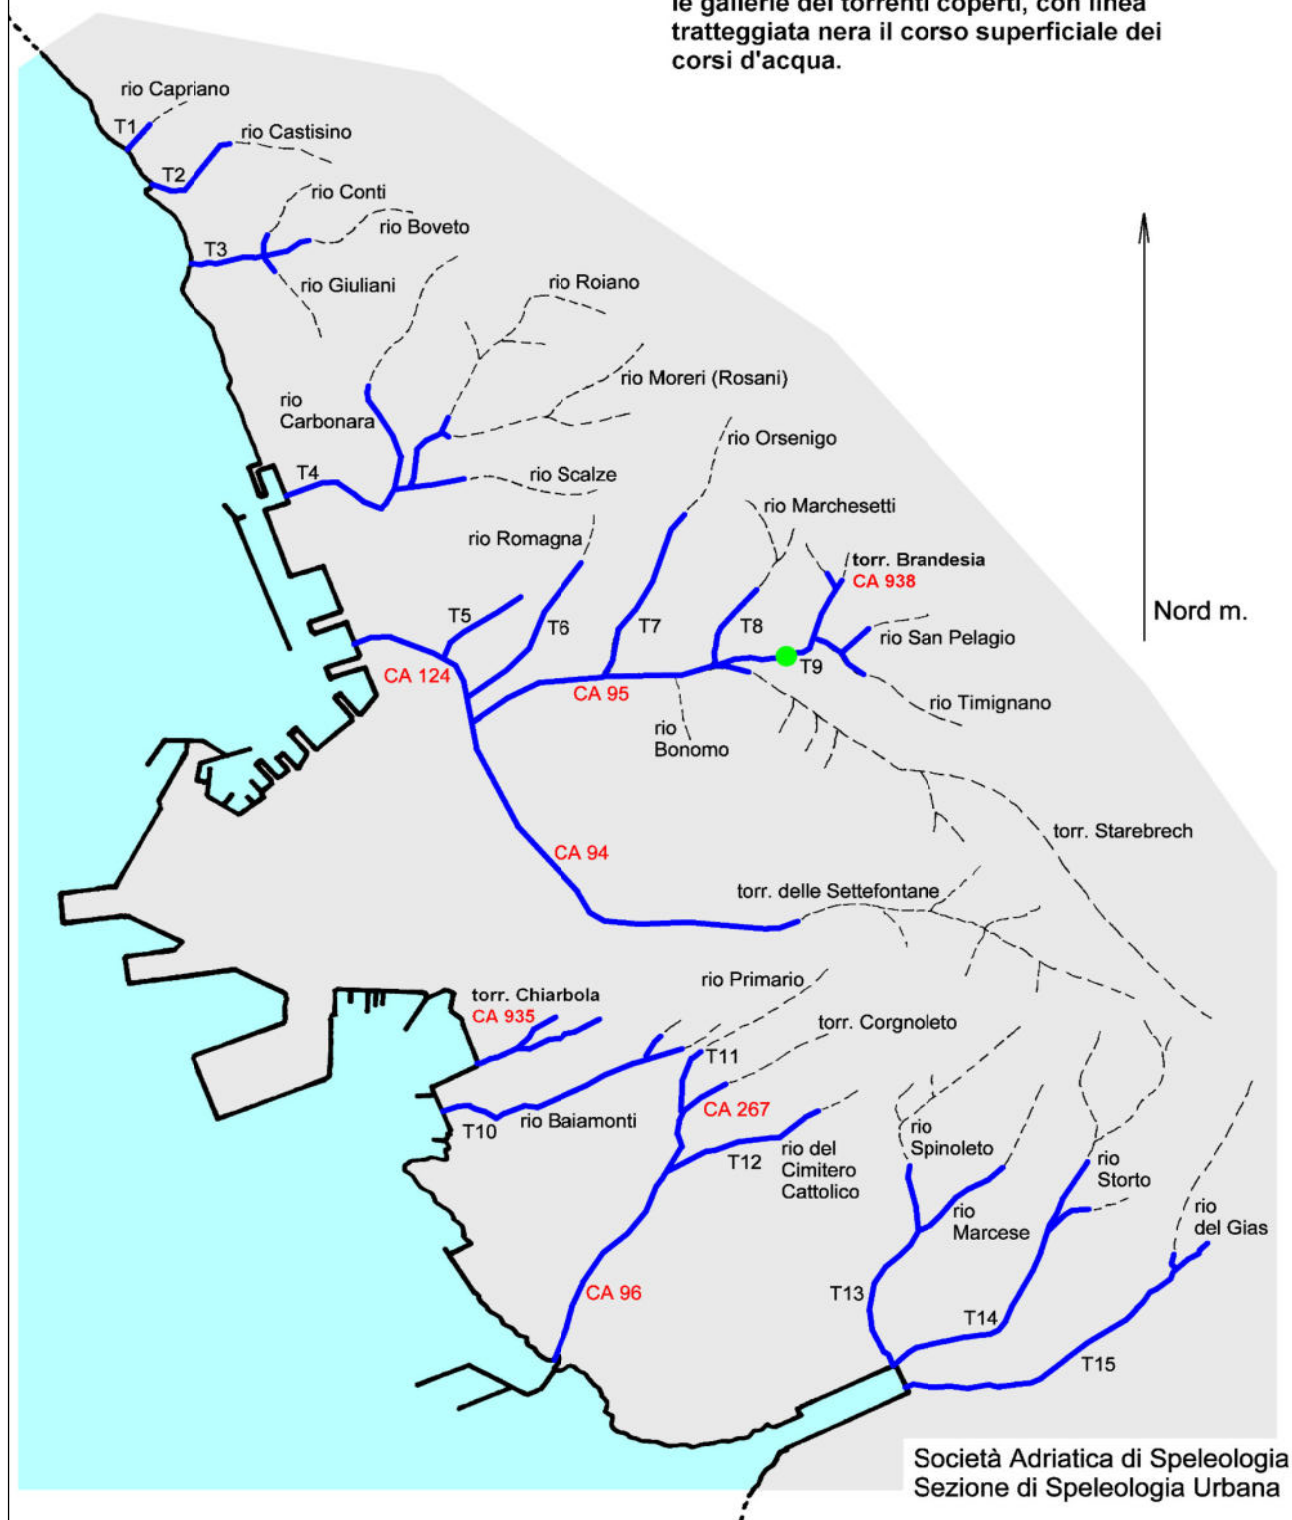 le gallerie dei torrenti coperti, con linea
tratteggiata nera il corso superficiale dei
corsi d'acqua.
rio Capriano
T1
rio Castisino
T2
rio Conti
rio Boveto
T3
rio Giuliani
rio Roiano
rio Moreri (Rosani)
rio
Carbonara
rio Orsenigo
T4
rio Scalze
rio Marchesetti
rio Romagna
torr. Brandesia
CA 938
Nord m.
T5
T6
T7
T8
rio San Pelagio
T9
CA 124
CA 95
rio Timignano
rio
Bonomo
torr. Starebrech
CA 94
torr. delle Settefontane
rio Primario
torr. Chiarbola
CA 935
torr. Corgnoleto
T11
CA 267
rio Baiamonti
T10
T12
rio del
Cimitero
Cattolico
rio
Spinoleto
rio
Storto
rio
Marcese
rio
del Gias
CA 96
T13
T14
T15
Società Adriatica di Speleologia
Sezione di Speleologia Urbana